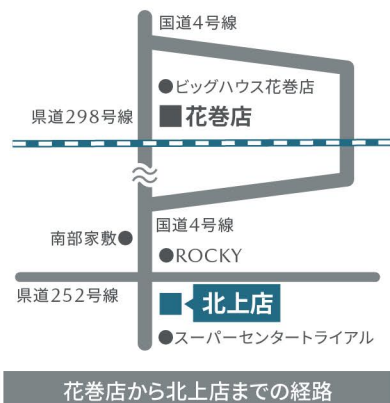 国道4号線
●ビッグハウス花巻店
県道298号線
■花巻店
国道4号線
南部家敷●
●ROCKY
県道252号線
北上店
●スーパーセンタートライアル
花巻店から北上店までの経路